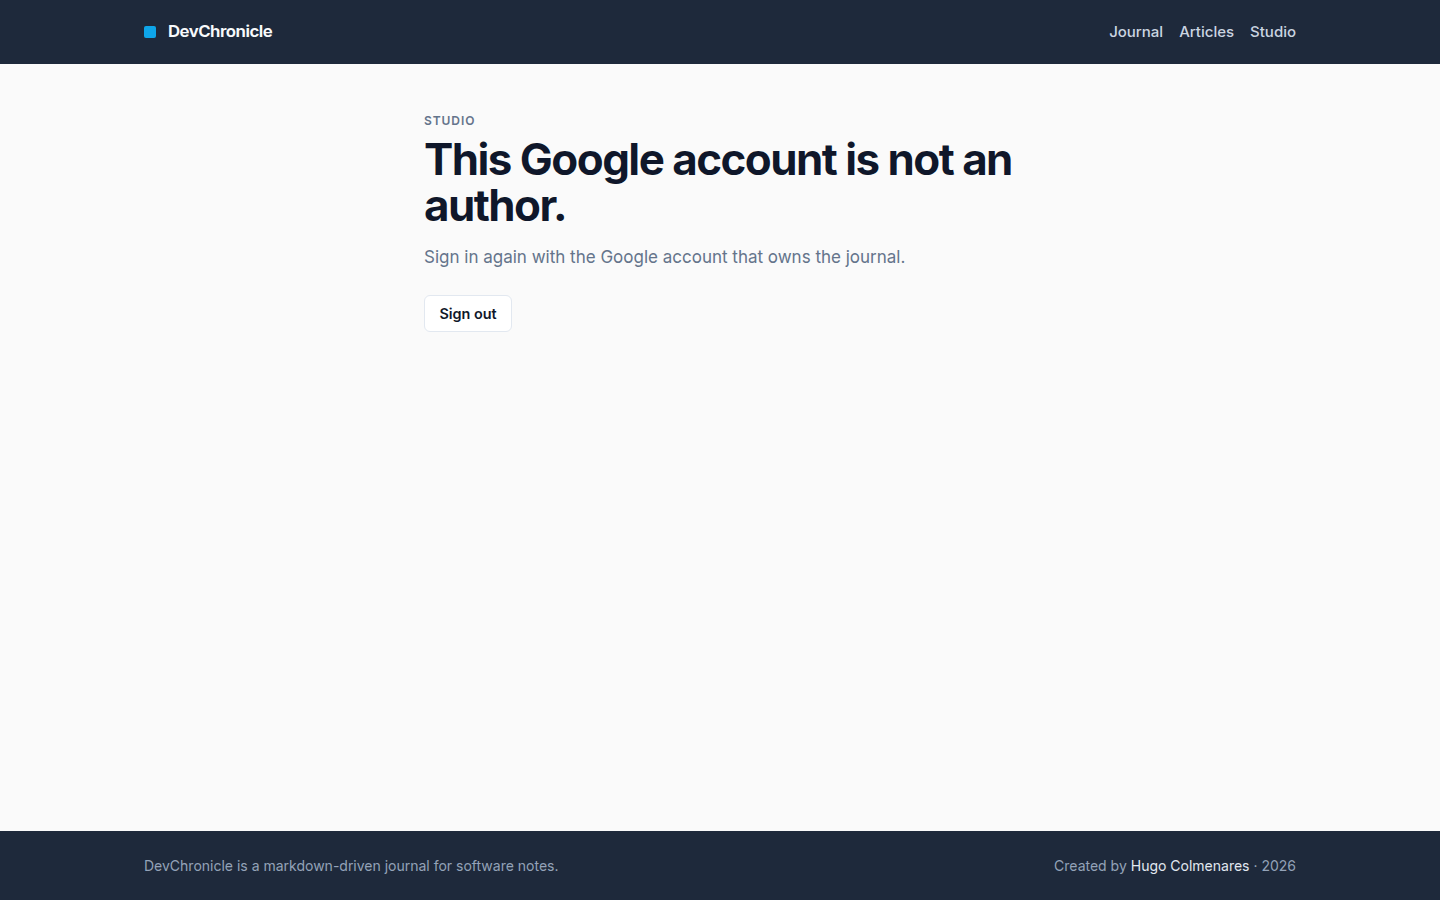 DevChronicle
Journal Articles Studio
STUDIO
This Google account is not an
author.
Sign in again with the Google account that owns the journal.
Sign out
DevChronicle is a markdown-driven journal for software notes.
Created by Hugo Colmenares · 2026